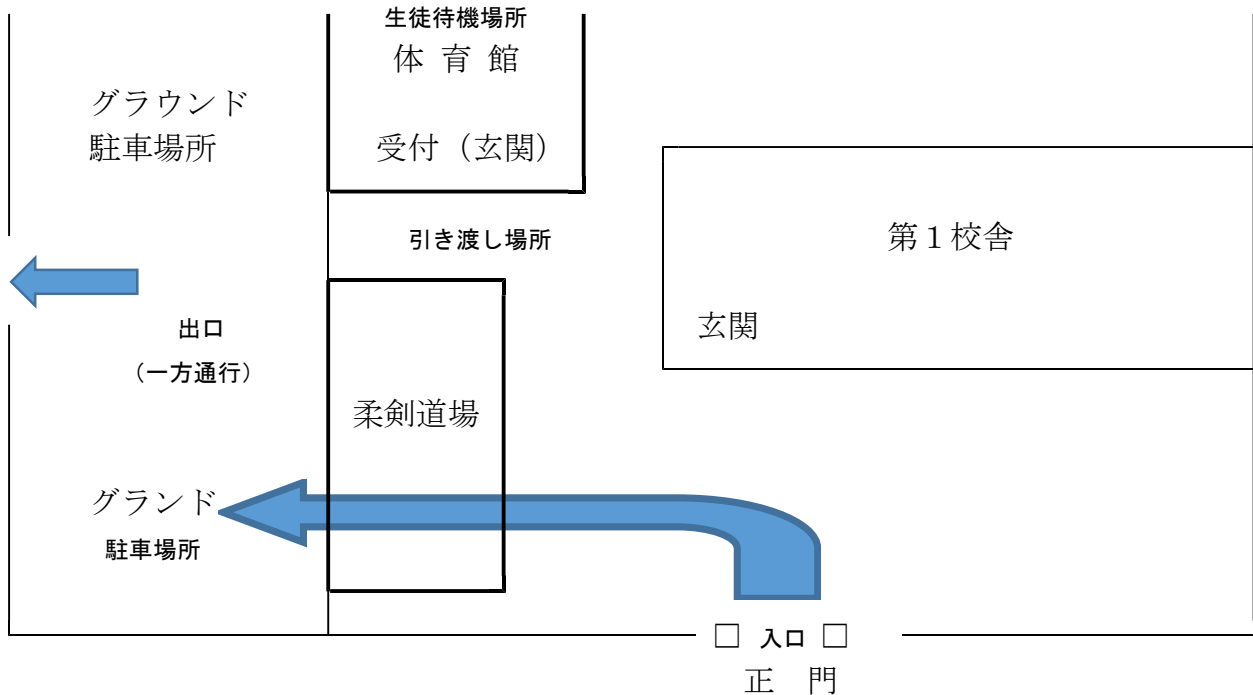 生徒待機場所
体 育 館
グラウンド
駐車場所
受付（玄関）
引き渡し場所
第１校舎
玄関
出口
（一方通行）
柔剣道場
グランド
駐車場所
□ 入口 □
正 門